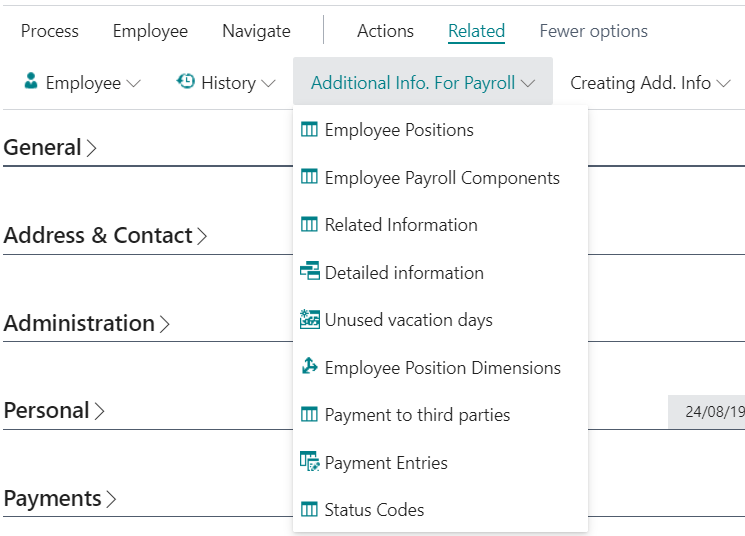 Process Employee Navigate Actions Related Fewer options
Employee History Additional Info. For Payroll Creating Add. Info
General
Address & Contact
Administration
Personal
Payments
Employee Positions
Employee Payroll Components
Related Information
Detailed information
Unused vacation days
Employee Position Dimensions
Payment to third parties
Payment Entries
Status Codes
24/08/19